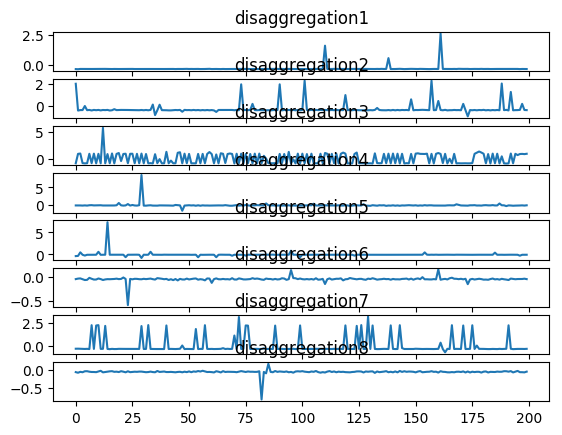 disaggregation1
2.5
0.0
disaggregation2
2
0
disaggregation3
5
0
disaggregation4
5
0
disaggregation5
5
0
disaggregation6
0.0
−0.5
disaggregation7
2.5
0.0
disaggregation8
0.0
−0.5
0 25 50 75 100 125 150 175 200